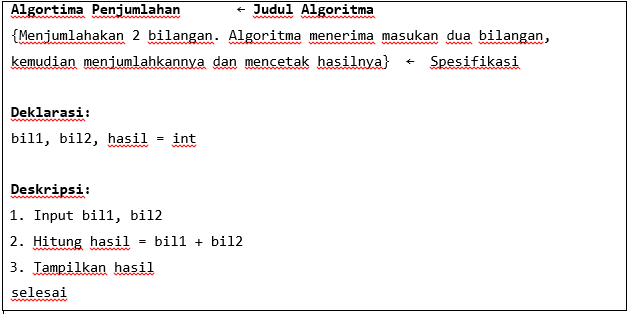 Algortima Penjumlahan ← Judul Algoritma
{Menjumlahakan 2 bilangan. Algoritma menerima masukan dua bilangan,
kemudian menjumlahkannya dan mencetak hasilnya} ← Spesifikasi
Deklarasi:
bil1, bil2, hasil = int
Deskripsi:
1. Input bil1, bil2
2. Hitung hasil = bil1 + bil2
3. Tampilkan hasil
selesai